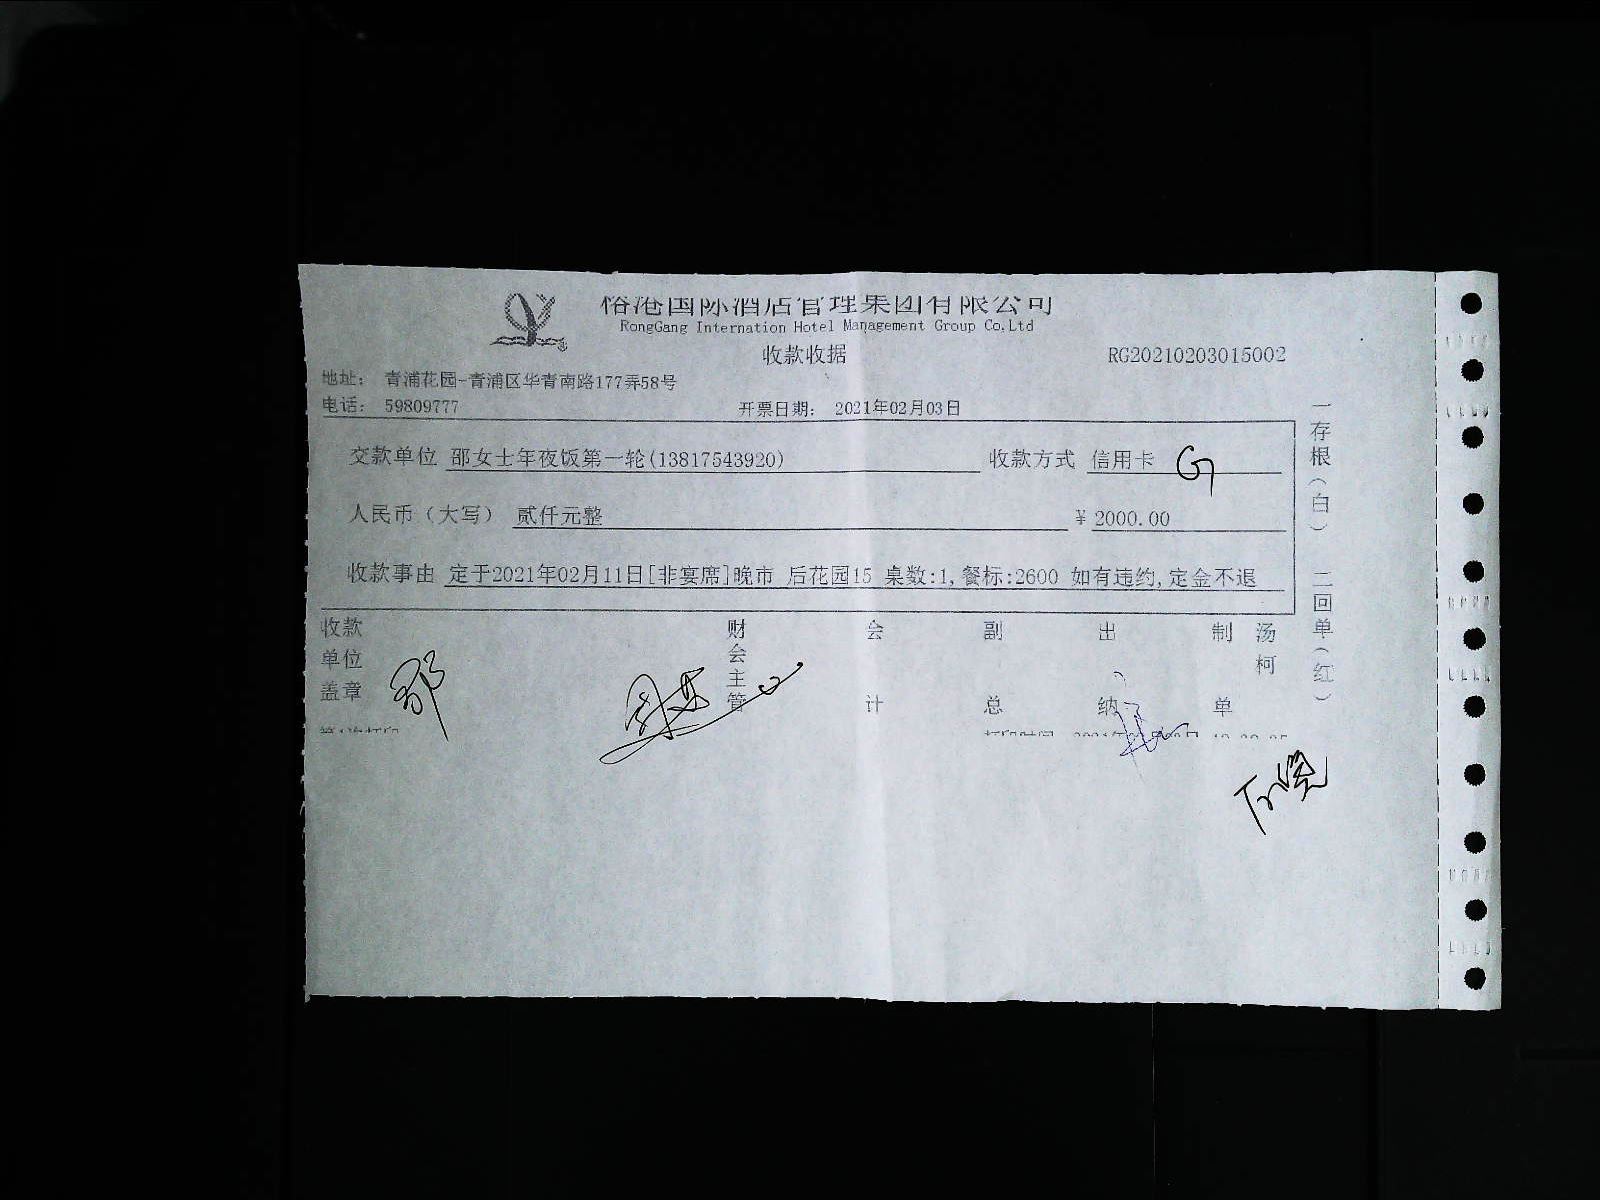 国际酒店管理集团有限公司
RongGang Internation Hotel Management Group Co,Ltd
收款收据
RG20210203015002
地址： 青浦花园-青浦区华青南路177弄58号
电话： 59809777
开票日期： 2021年02月03日
交款单位 邵女士年夜饭第一轮(13817543920)
收款方式 信用卡
人民币（大写） 贰仟元整
¥ 2000.00
收款事由 定于2021年02月11日[非宴席]晚市 后花园15 桌数:1,餐标:2600 如有违约,定金不退
一存根（白） 二回单（红）
收款单位盖章
邵
财会主管
会计
副总
出纳
制单
汤柯